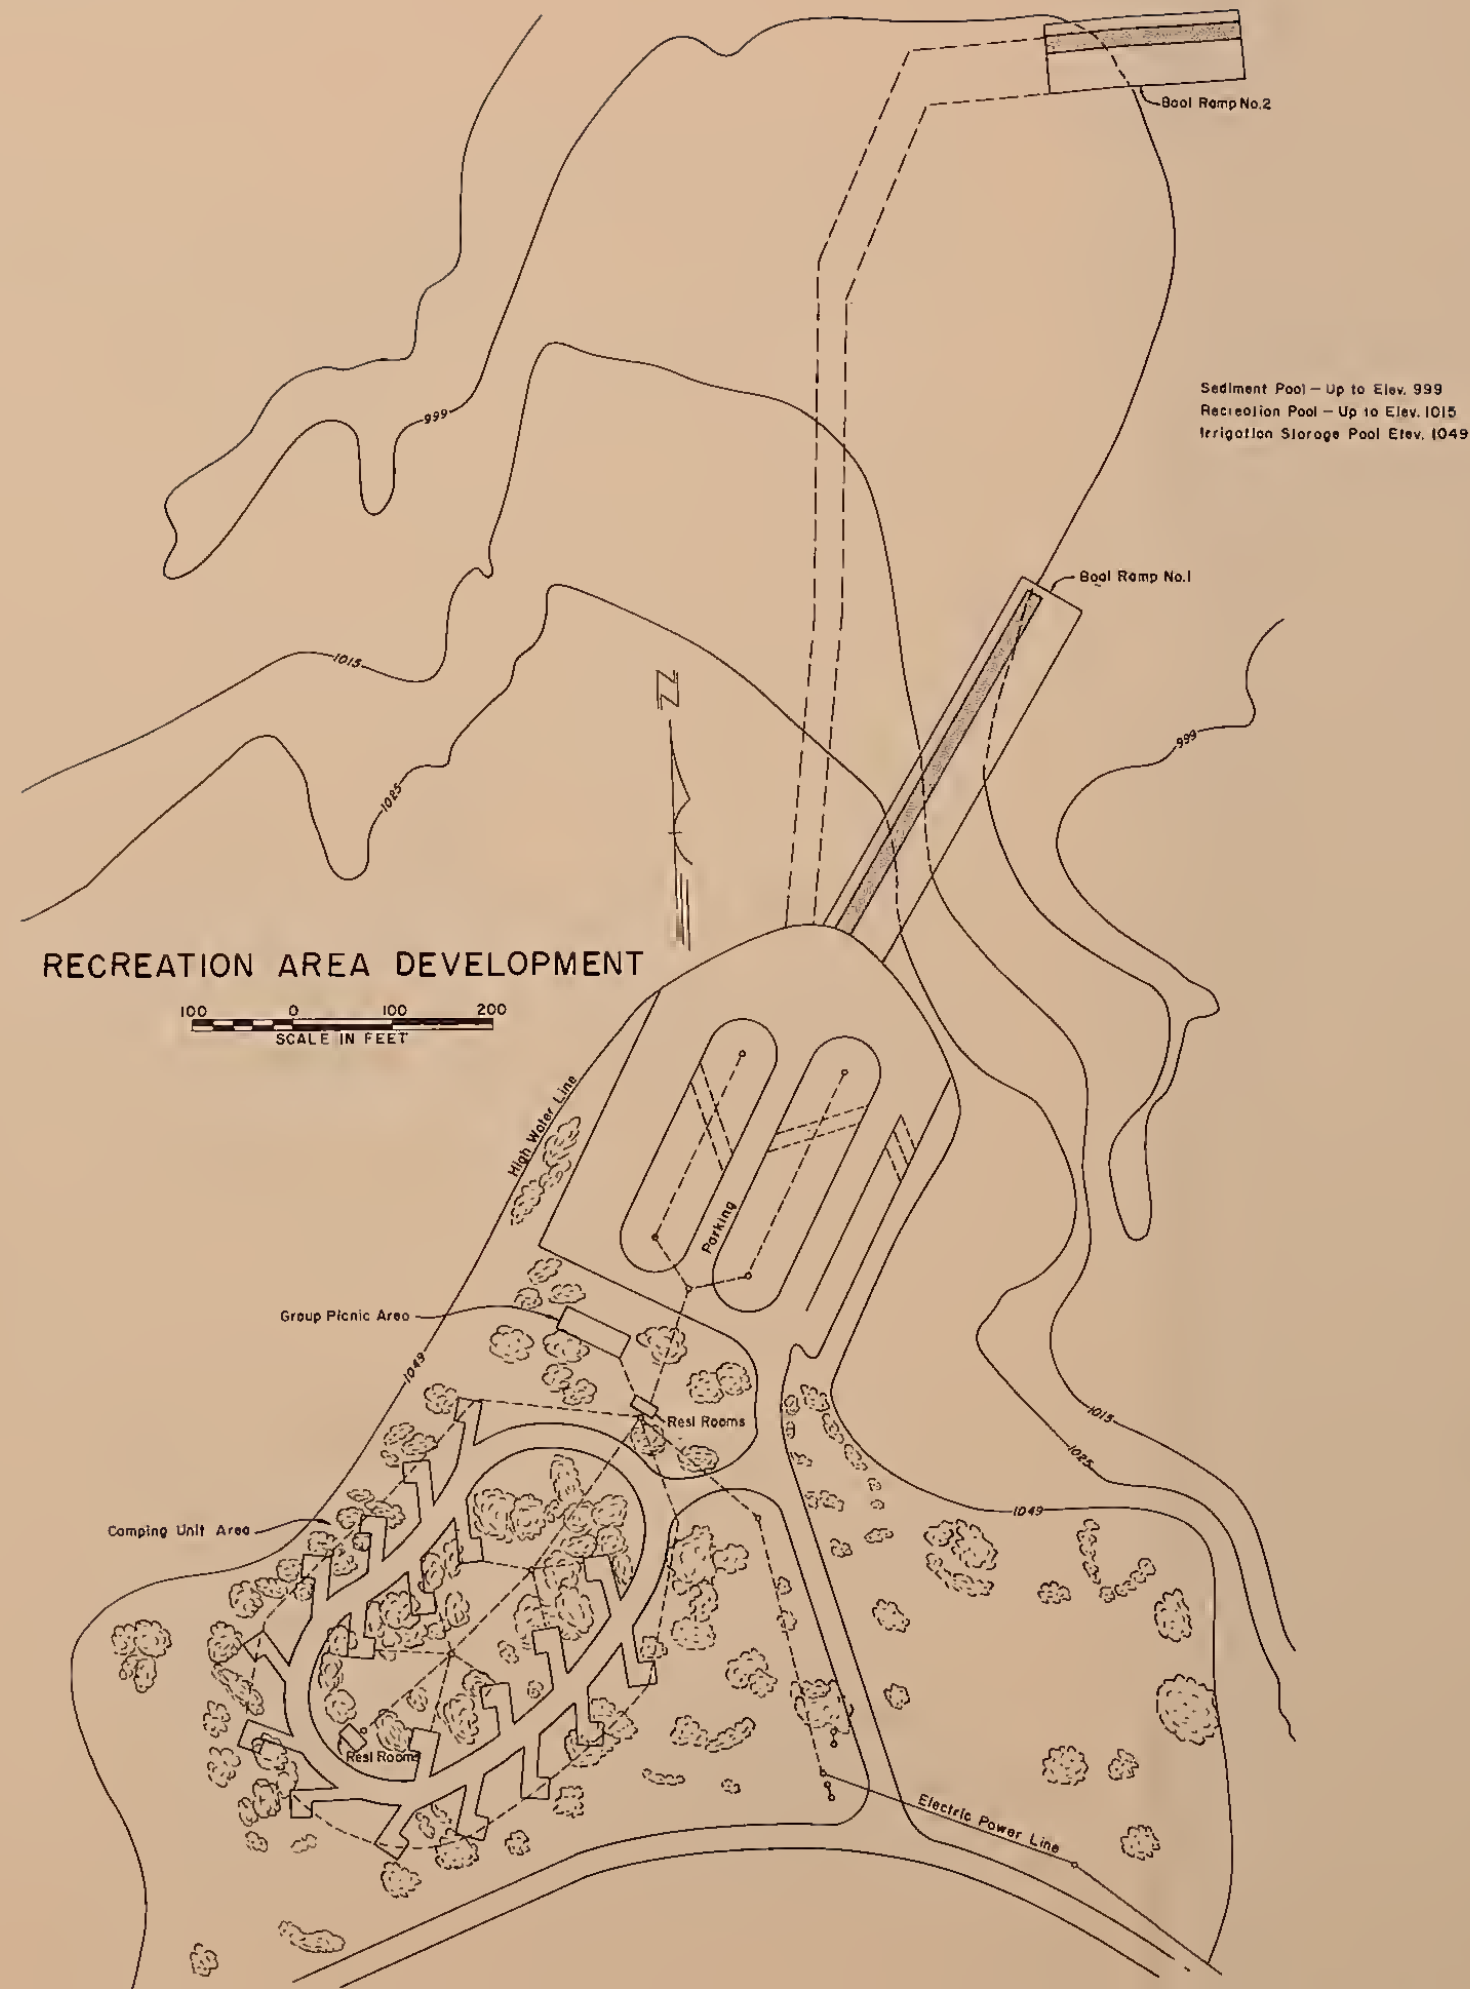 Boat Ramp No.2
Sediment Pool – Up to Elev. 999
Recreation Pool – Up to Elev. 1015
Irrigation Storage Pool Elev. 1049
999
Boat Ramp No.1
1015
N
999
1025
RECREATION AREA DEVELOPMENT
100 0 100 200
SCALE IN FEET
High Water Line
Parking
Group Picnic Area
1049
Rest Rooms
1015
1025
1049
Camping Unit Area
Rest Rooms
Electric Power Line